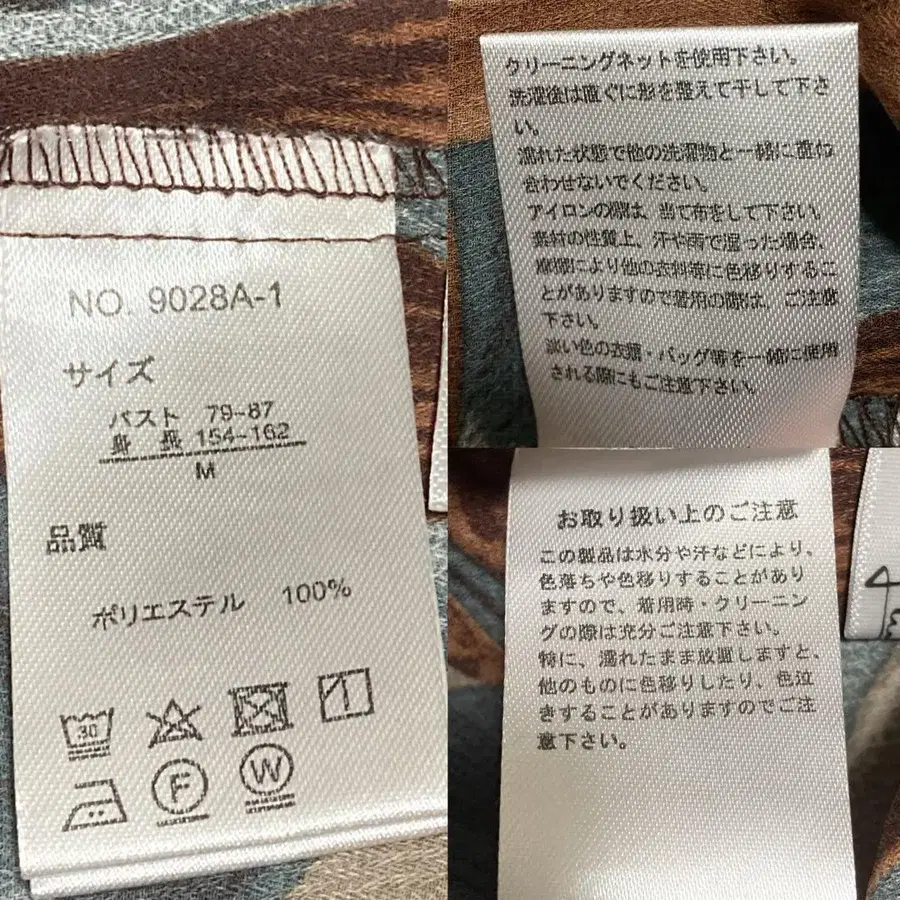 NO. 9028A-1
サイズ
バスト 79-87
身 長 154-162
M
品質
ポリエステル 100%
30
F
W
クリーニングネットを使用下さい。
洗濯後は直ぐに形を整えて干して下さ
い。
濡れた状態で他の洗濯物と一緒に重ね
合わせないでください。
アイロンの際は、当て布をして下さい。
素材の性質上、汗や雨で湿った場合、
摩擦により他の衣料等に色移りするこ
とがありますので着用の際は、ご注意
下さい。
淡い色の衣類・バッグ等を一緒に使用
される際にもご注意下さい。
お取り扱い上のご注意
この製品は水分や汗などにより、
色落ちや色移りすることがあり
ますので、着用時・クリーニン
グの際は充分ご注意下さい。
特に、濡れたまま放置しますと、
他のものに色移りしたり、色泣
きすることがありますのでご注
意下さい。